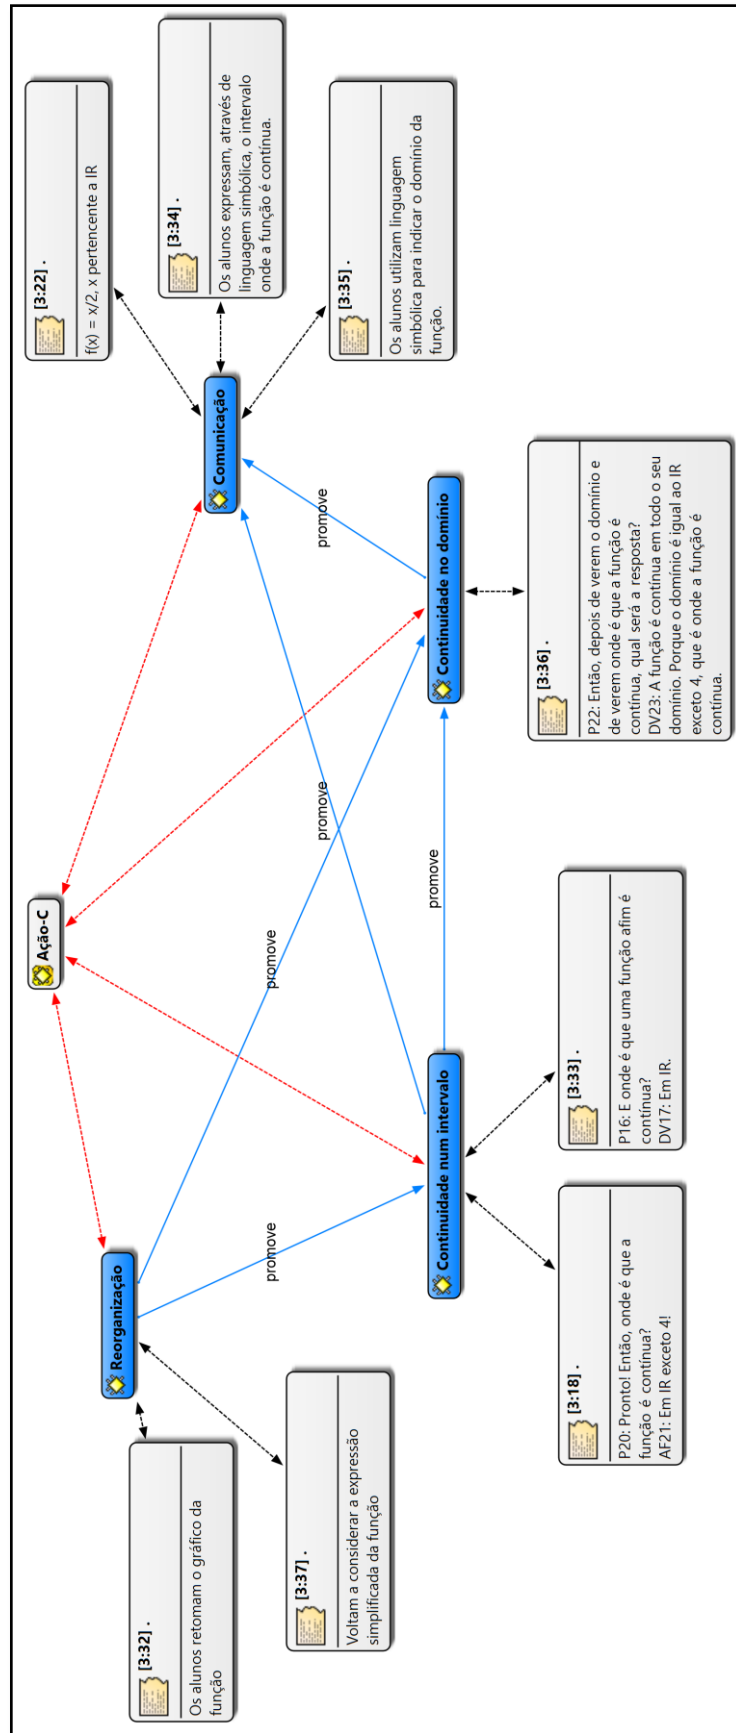 Ação-C
Reorganização
Comunicação
[3:22] .
f(x) = x/2, x pertencente a IR
[3:34] .
Os alunos expressam, através de
linguagem simbólica, o intervalo
onde a função é contínua.
[3:35] .
Os alunos utilizam linguagem
simbólica para indicar o domínio da
função.
[3:32] .
Os alunos retomam o gráfico da
função
[3:37] .
Voltam a considerar a expressão
simplificada da função
promove
promove
promove
promove
promove
Continuidade num intervalo
Continuidade no domínio
[3:18] .
P20: Pronto! Então, onde é que a
função é contínua?
AF21: Em IR exceto 4!
[3:33] .
P16: E onde é que uma função afim é
contínua?
DV17: Em IR.
[3:36] .
P22: Então, depois de verem o domínio e
de verem onde é que a função é
contínua, qual será a resposta?
DV23: A função é contínua em todo o seu
domínio. Porque o domínio é igual ao IR
exceto 4, que é onde a função é
contínua.